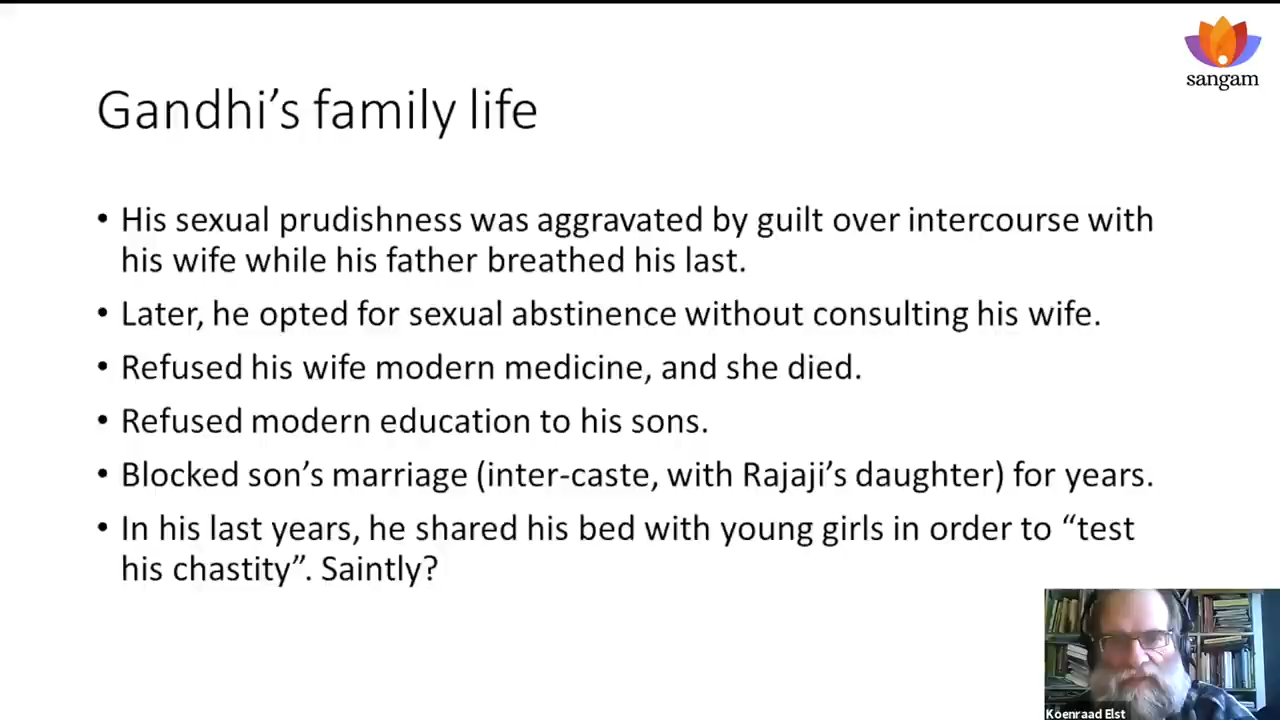 sangam
Gandhi’s family life
• His sexual prudishness was aggravated by guilt over intercourse with
his wife while his father breathed his last.
• Later, he opted for sexual abstinence without consulting his wife.
• Refused his wife modern medicine, and she died.
• Refused modern education to his sons.
• Blocked son’s marriage (inter-caste, with Rajaji’s daughter) for years.
• In his last years, he shared his bed with young girls in order to “test
his chastity”. Saintly?
Koenraad Elst